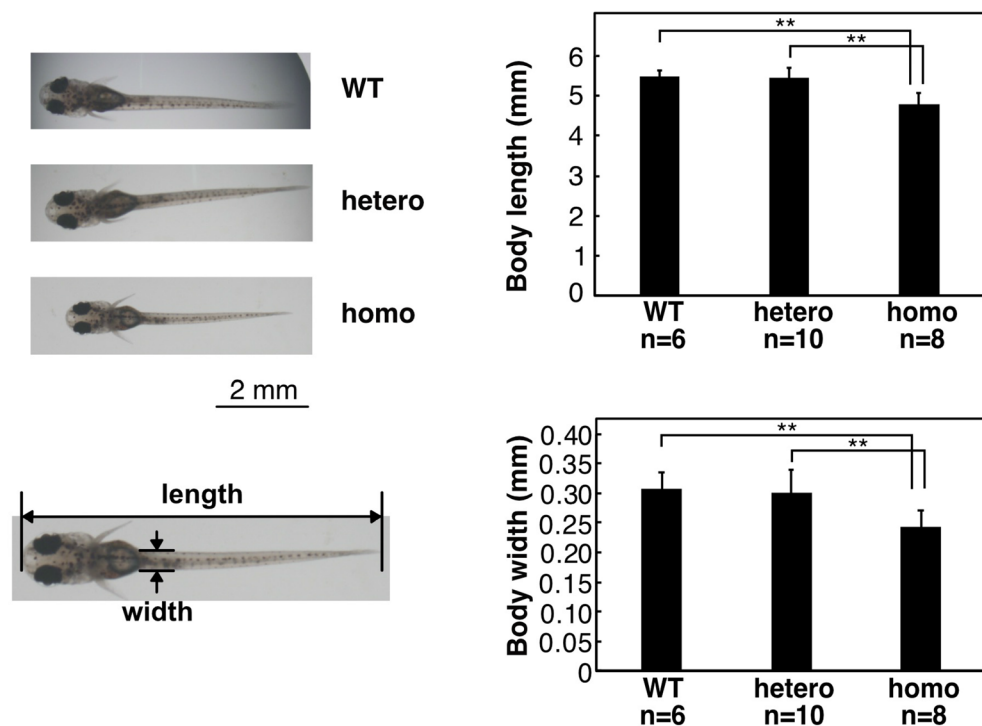 WT
hetero
homo
2 mm
length
width
**
**
Body length (mm)
6
5
4
3
2
1
0
WT
hetero
homo
n=6
n=10
n=8
**
**
Body width (mm)
0.40
0.35
0.30
0.25
0.20
0.15
0.10
0.05
0
WT
hetero
homo
n=6
n=10
n=8